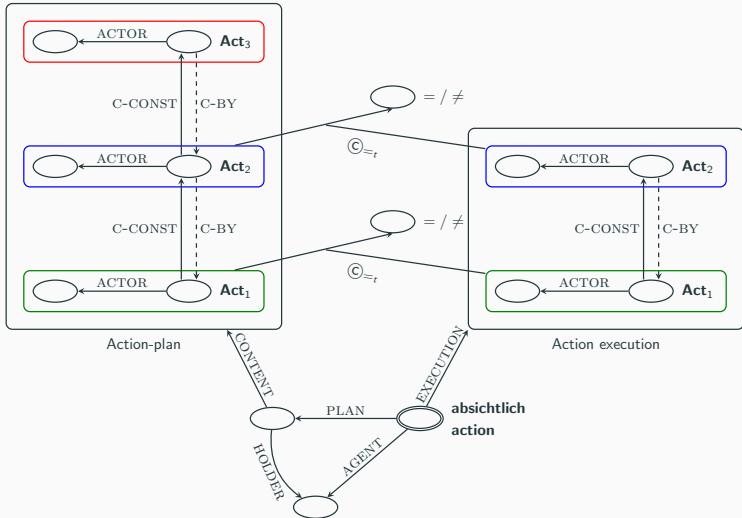 ACTOR Act3
C-CONST C-BY
= / ≠
©=t
ACTOR Act2
ACTOR Act2
C-CONST C-BY
= / ≠
©=t
C-CONST C-BY
ACTOR Act1
ACTOR Act1
Action-plan
Action execution
CONTENT
EXECUTION
PLAN
absichtlich
action
HOLDER
AGENT